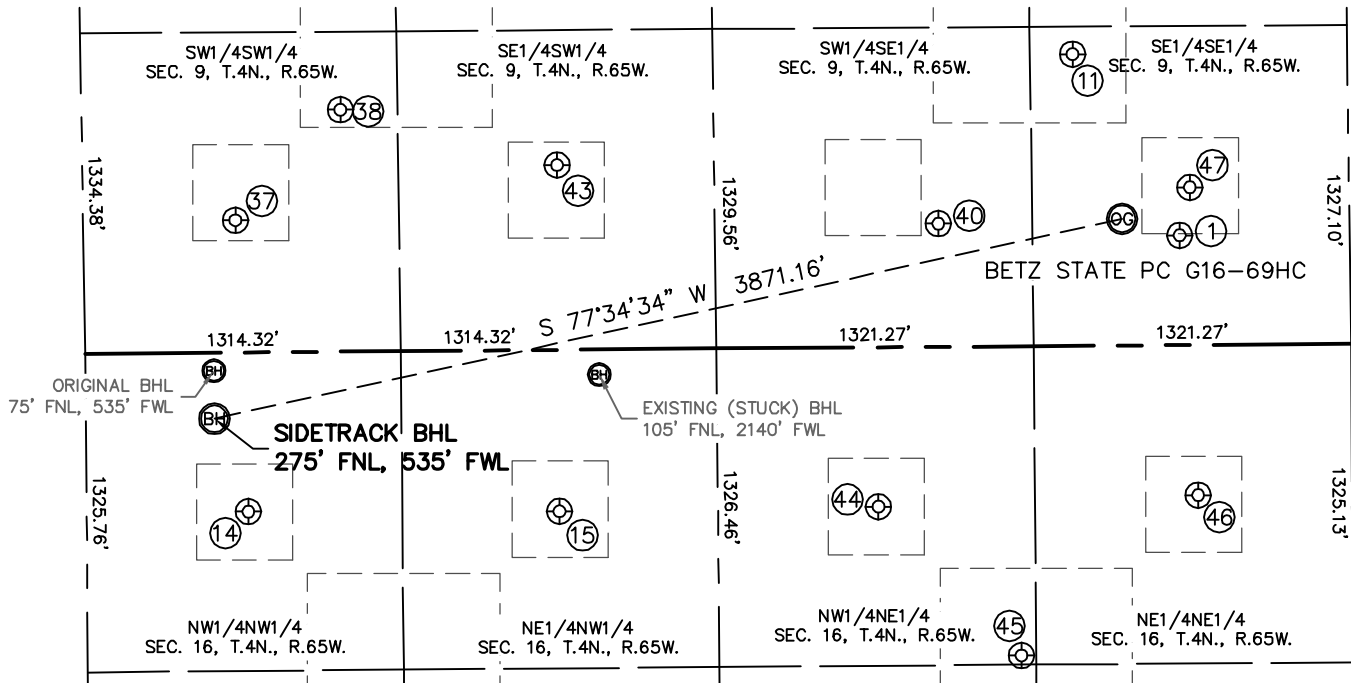 SW1/4SW1/4
SEC. 9, T.4N., R.65W.
SE1/4SW1/4
SEC. 9, T.4N., R.65W.
SW1/4SE1/4
SEC. 9, T.4N., R.65W.
SE1/4SE1/4
SEC. 9, T.4N., R.65W.
11
38
47
43
37
40
1
OG
1334.38'
1329.56'
1327.10'
BETZ STATE PC G16-69HC
S 77°34'34" W 3871.16'
1314.32'
1314.32'
1321.27'
1321.27'
BH
BH
ORIGINAL BHL
75' FNL, 535' FWL
EXISTING (STUCK) BHL
105' FNL, 2140' FWL
BH
SIDETRACK BHL
275' FNL, 535' FWL
1325.76'
1326.46'
1325.13'
14
15
44
46
45
NW1/4NW1/4
SEC. 16, T.4N., R.65W.
NE1/4NW1/4
SEC. 16, T.4N., R.65W.
NW1/4NE1/4
SEC. 16, T.4N., R.65W.
NE1/4NE1/4
SEC. 16, T.4N., R.65W.